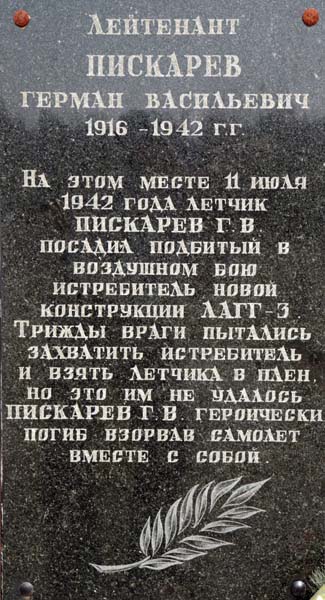 ЛЕЙТЕНАНТ
ПИСКАРЕВ
ГЕРМАН ВАСИЛЬЕВИЧ
1916 - 1942 Г.Г.
НА ЭТОМ МЕСТЕ 11 ИЮЛЯ
1942 ГОДА ЛЕТЧИК
ПИСКАРЕВ Г.В
ПОСАДИЛ ПОДБИТЫЙ В
ВОЗДУШНОМ БОЮ
ИСТРЕБИТЕЛЬ НОВОЙ
КОНСТРУКЦИИ ЛАГГ-3.
ТРИЖДЫ ВРАГИ ПЫТАЛИСЬ
ЗАХВАТИТЬ ИСТРЕБИТЕЛЬ
И ВЗЯТЬ ЛЕТЧИКА В ПЛЕН,
НО ЭТО ИМ НЕ УДАЛОСЬ
ПИСКАРЕВ Г.В. ГЕРОИЧЕСКИ
ПОГИБ ВЗОРВАВ САМОЛЕТ
ВМЕСТЕ С СОБОЙ.